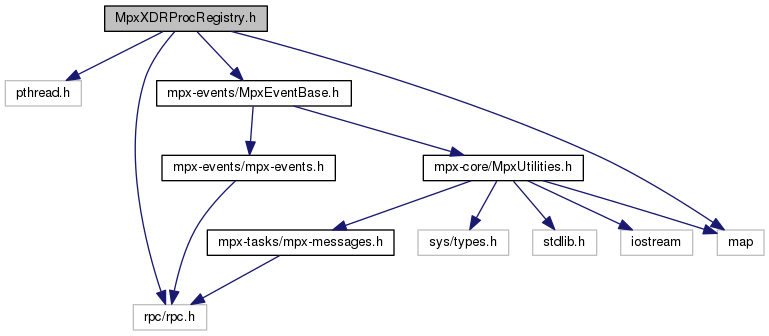 MpxXDRProcRegistry.h
pthread.h
mpx-events/MpxEventBase.h
mpx-events/mpx-events.h
mpx-core/MpxUtilities.h
mpx-tasks/mpx-messages.h
sys/types.h
stdlib.h
iostream
map
rpc/rpc.h